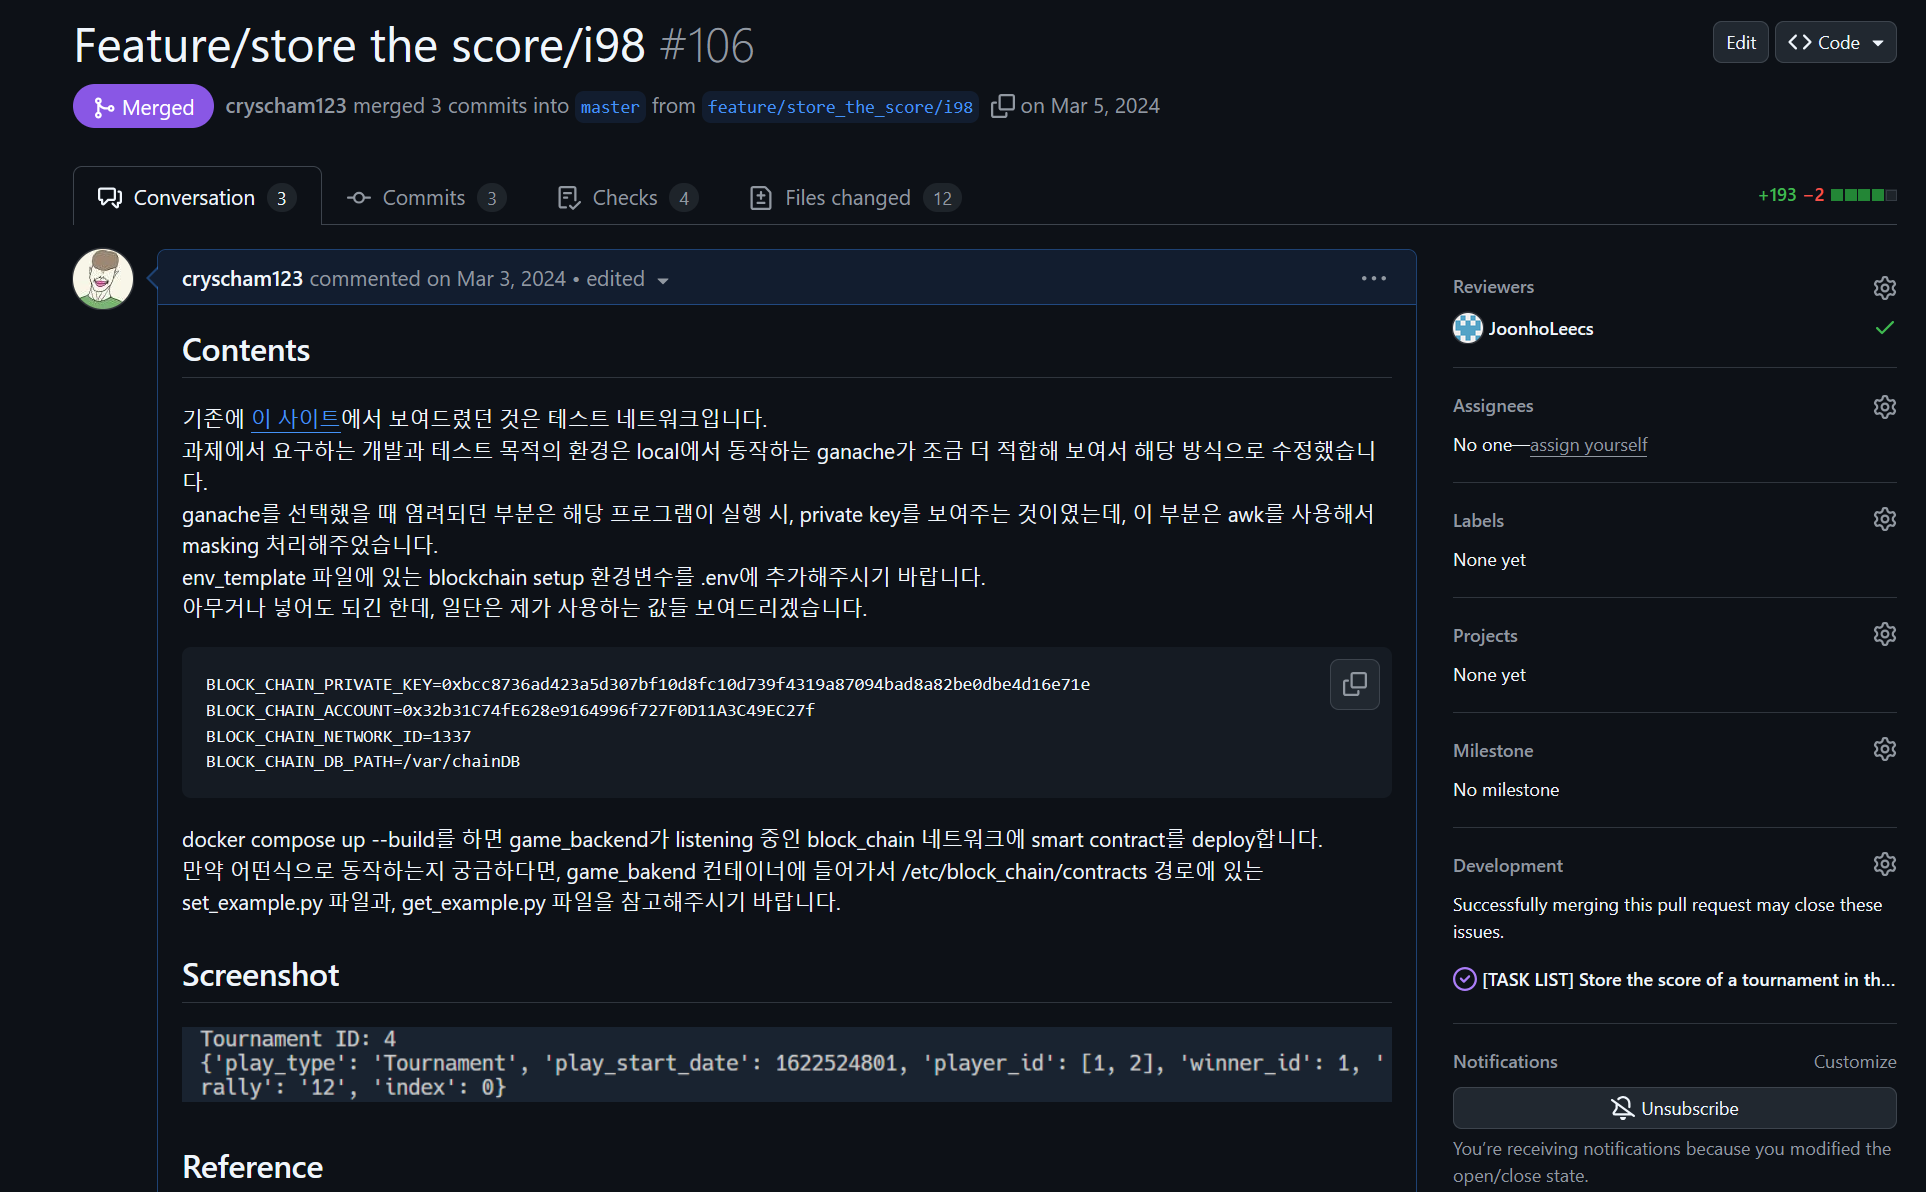 Feature/store the score/i98 #106
Edit
Code
Merged
cryscham123 merged 3 commits into master from feature/store_the_score/i98 on Mar 5, 2024
Conversation 3
Commits 3
Checks 4
Files changed 12
+193 −2
cryscham123 commented on Mar 3, 2024 • edited
Contents
기존에 이 사이트에서 보여드렸던 것은 테스트 네트워크입니다.
과제에서 요구하는 개발과 테스트 목적의 환경은 local에서 동작하는 ganache가 조금 더 적합해 보여서 해당 방식으로 수정했습니
다.
ganache를 선택했을 때 염려되던 부분은 해당 프로그램이 실행 시, private key를 보여주는 것이였는데, 이 부분은 awk를 사용해서
masking 처리해주었습니다.
env_template 파일에 있는 blockchain setup 환경변수를 .env에 추가해주시기 바랍니다.
아무거나 넣어도 되긴 한데, 일단은 제가 사용하는 값들 보여드리겠습니다.
BLOCK_CHAIN_PRIVATE_KEY=0xbcc8736ad423a5d307bf10d8fc10d739f4319a87094bad8a82be0dbe4d16e71e
BLOCK_CHAIN_ACCOUNT=0x32b31C74fE628e9164996f727F0D11A3C49EC27f
BLOCK_CHAIN_NETWORK_ID=1337
BLOCK_CHAIN_DB_PATH=/var/chainDB
docker compose up --build를 하면 game_backend가 listening 중인 block_chain 네트워크에 smart contract를 deploy합니다.
만약 어떤식으로 동작하는지 궁금하다면, game_bakend 컨테이너에 들어가서 /etc/block_chain/contracts 경로에 있는
set_example.py 파일과, get_example.py 파일을 참고해주시기 바랍니다.
Screenshot
Tournament ID: 4
{'play_type': 'Tournament', 'play_start_date': 1622524801, 'player_id': [1, 2], 'winner_id': 1, '
rally': '12', 'index': 0}
Reference
Reviewers
JoonhoLeecs
Assignees
No one—assign yourself
Labels
None yet
Projects
None yet
Milestone
No milestone
Development
Successfully merging this pull request may close these
issues.
[TASK LIST] Store the score of a tournament in th...
Notifications
Customize
Unsubscribe
You're receiving notifications because you modified the
open/close state.